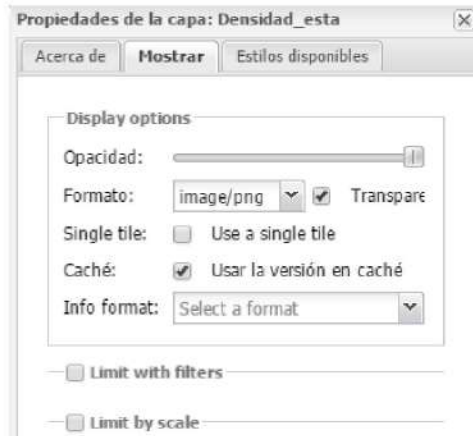 Propiedades de la capa: Densidad_esta
Acerca de Mostrar Estilos disponibles
Display options
Opacidad:
Formato: image/png Transpare
Single tile: Use a single tile
Caché: Usar la versión en caché
Info format: Select a format
Limit with filters
Limit by scale